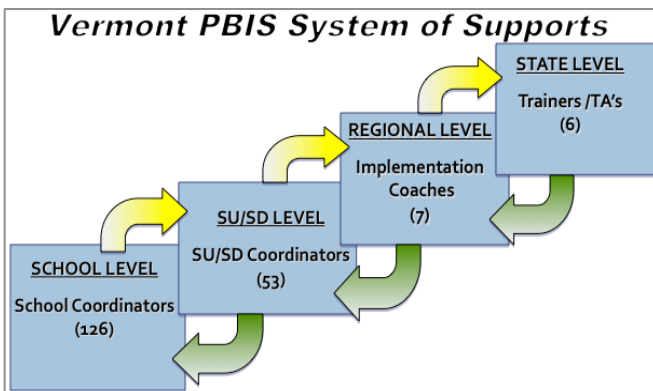 Vermont PBIS System of Supports
STATE LEVEL
Trainers /TA's
(6)
REGIONAL LEVEL
Implementation
Coaches
(7)
SU/SD LEVEL
SU/SD Coordinators
(53)
SCHOOL LEVEL
School Coordinators
(126)